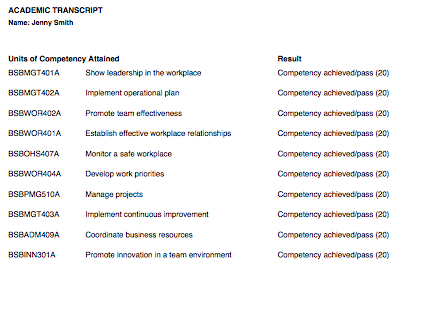 ACADEMIC TRANSCRIPT
Name: Jenny Smith
Units of Competency Attained Result
BSBMGT401A Show leadership in the workplace Competency achieved/pass (20)
BSBMGT402A Implement operational plan Competency achieved/pass (20)
BSBWOR402A Promote team effectiveness Competency achieved/pass (20)
BSBWOR401A Establish effective workplace relationships Competency achieved/pass (20)
BSBOHS407A Monitor a safe workplace Competency achieved/pass (20)
BSBWOR404A Develop work priorities Competency achieved/pass (20)
BSBPMG510A Manage projects Competency achieved/pass (20)
BSBMGT403A Implement continuous improvement Competency achieved/pass (20)
BSBADM409A Coordinate business resources Competency achieved/pass (20)
BSBINN301A Promote innovation in a team environment Competency achieved/pass (20)